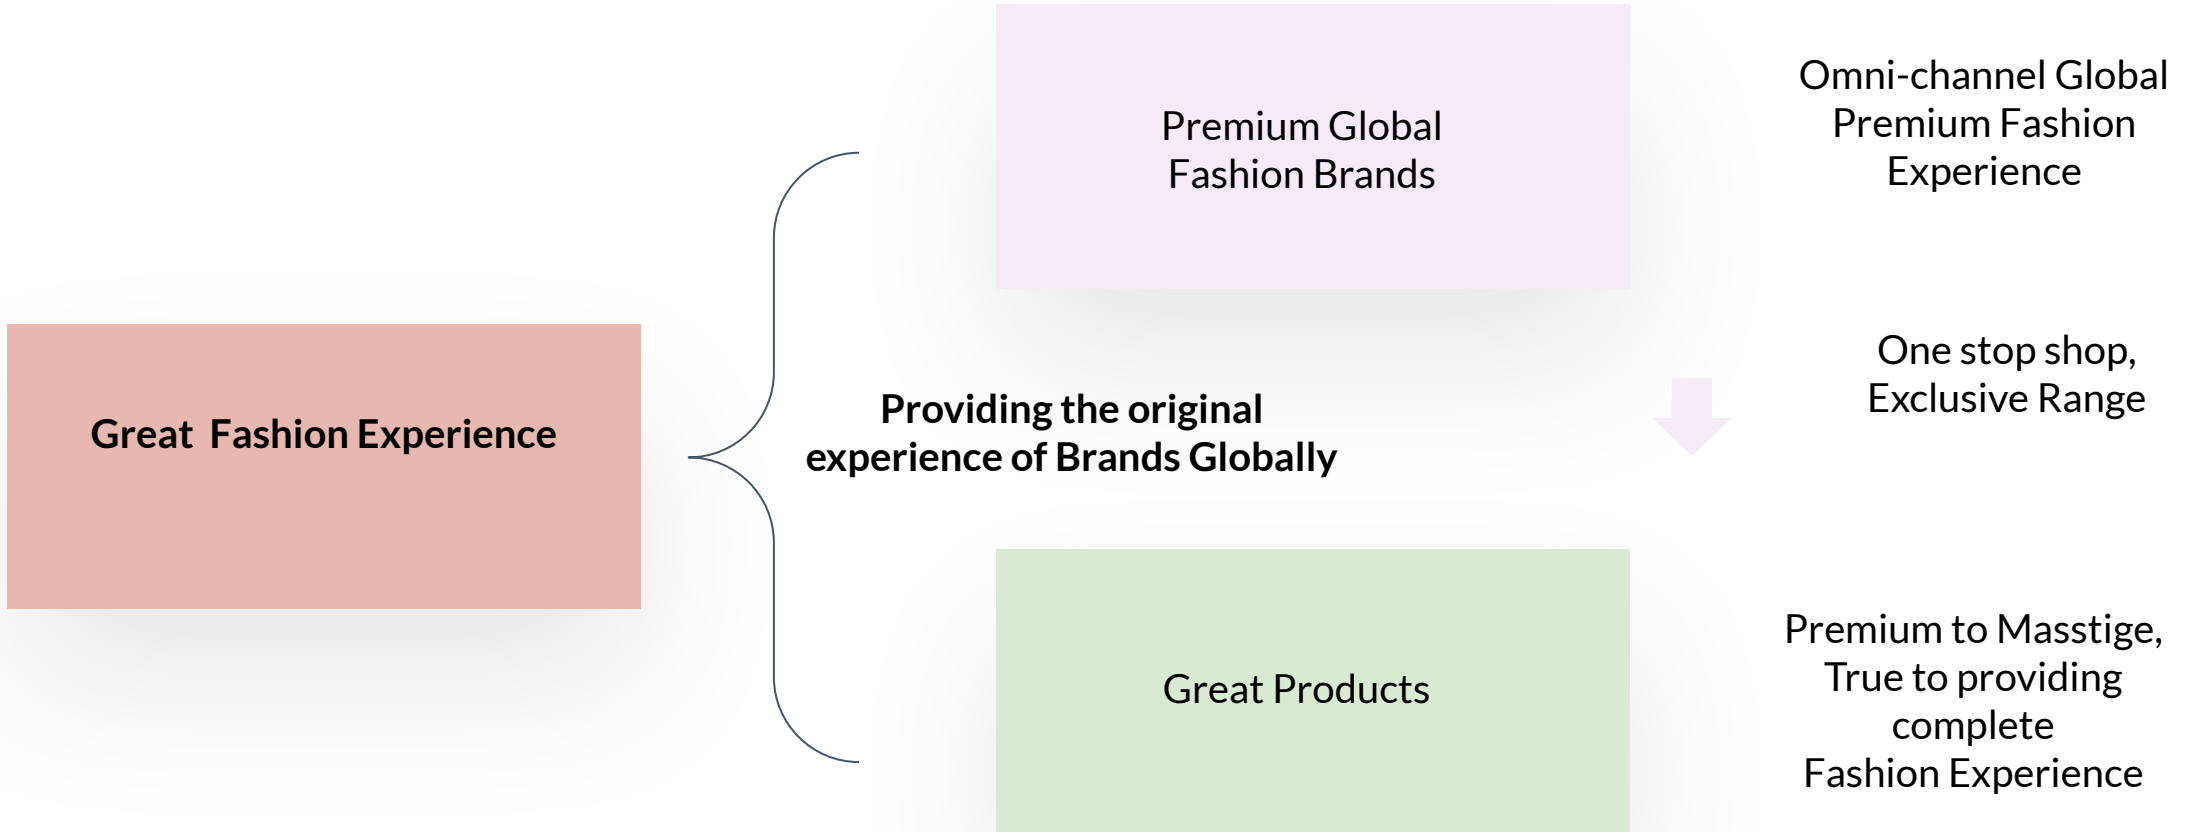 Great  Fashion Experience
Premium Global
Fashion Brands
Providing the original
experience of Brands Globally
Great Products
Omni-channel Global
Premium Fashion
Experience
One stop shop,
Exclusive Range
Premium to Masstige,
True to providing
complete
Fashion Experience